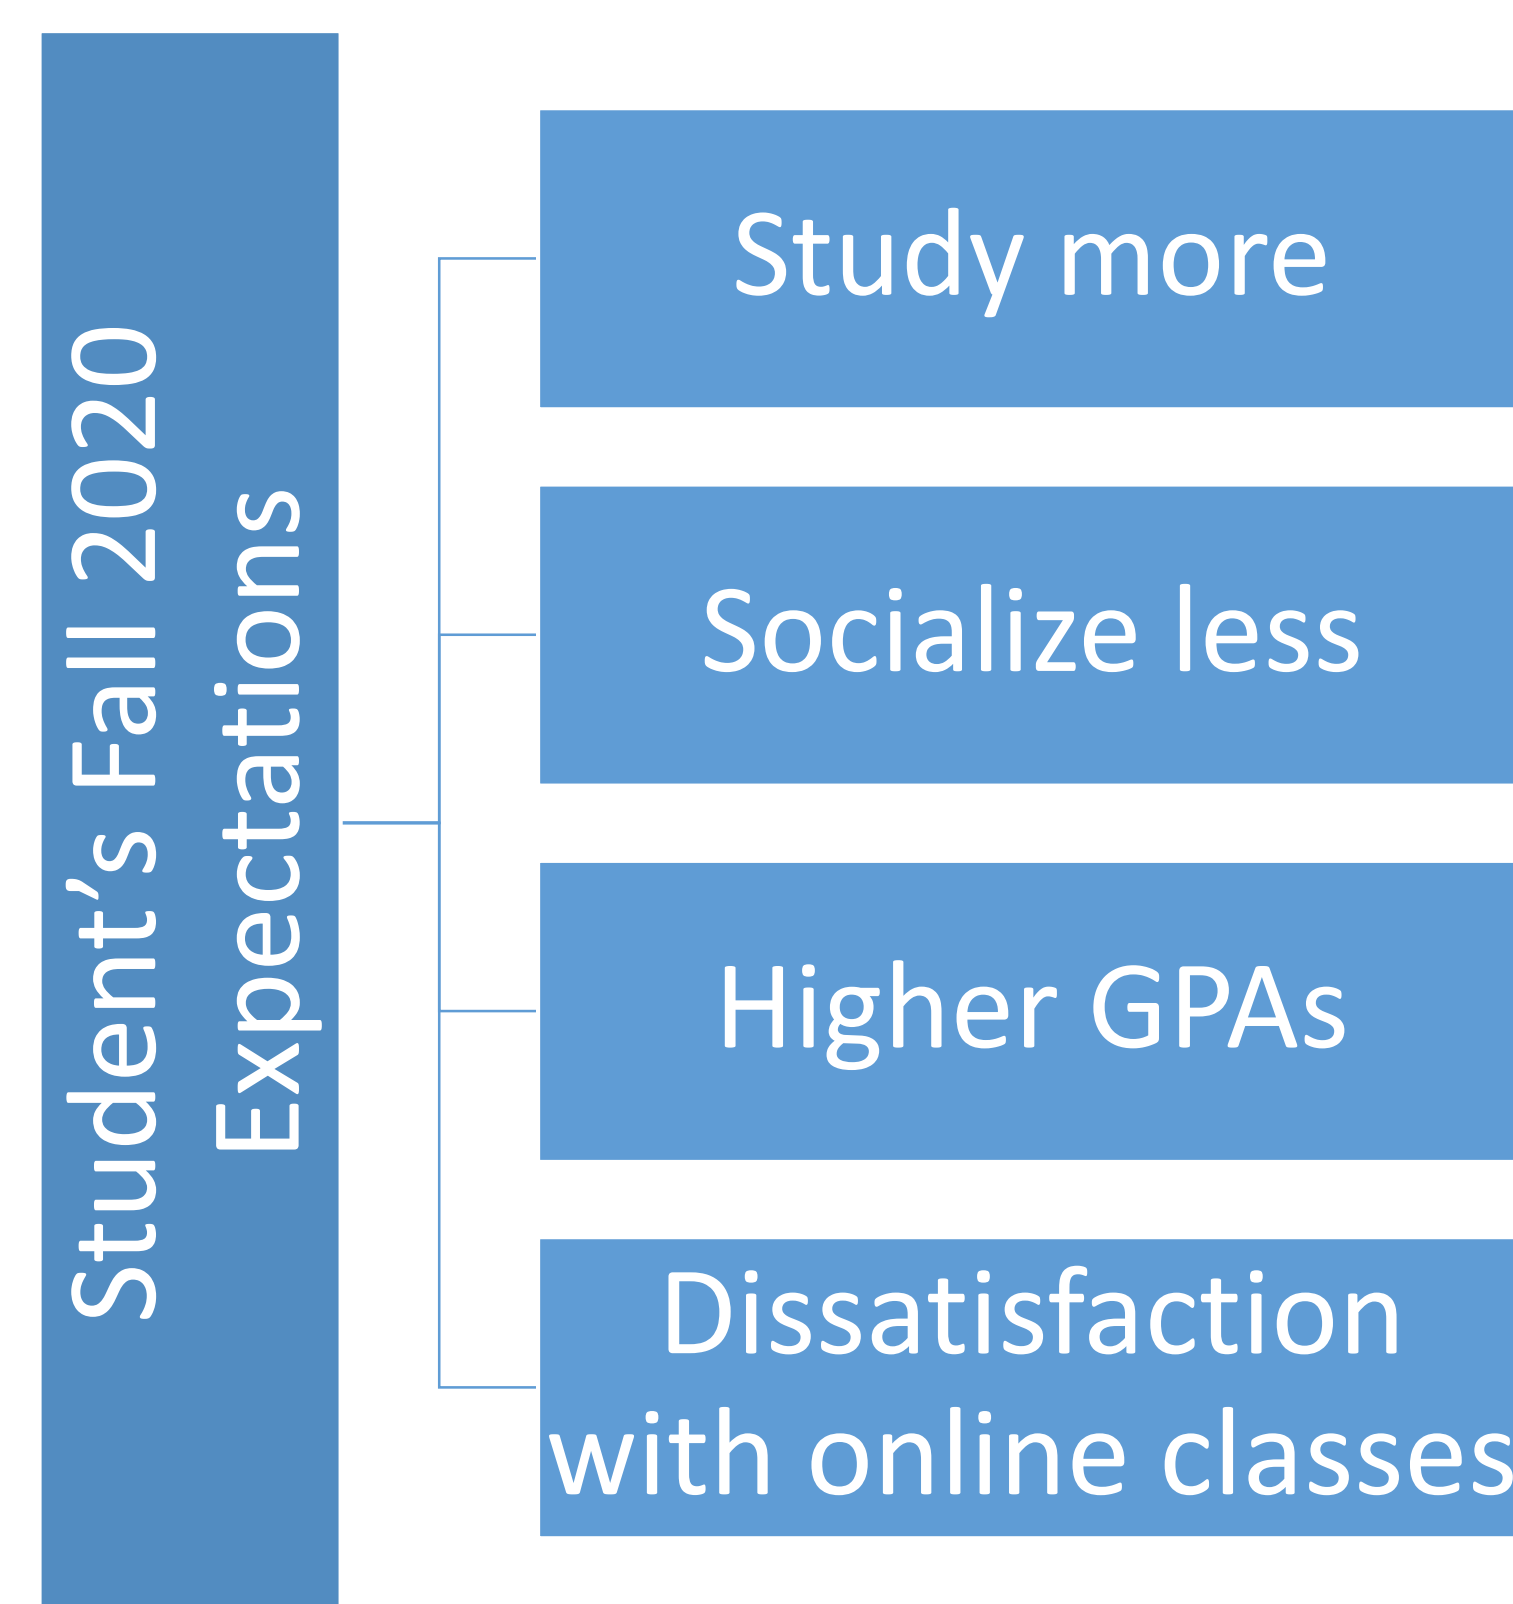 Student’s Fall 2020
Expectations
Study more
Socialize less
Higher GPAs
Dissatisfaction
with online classes